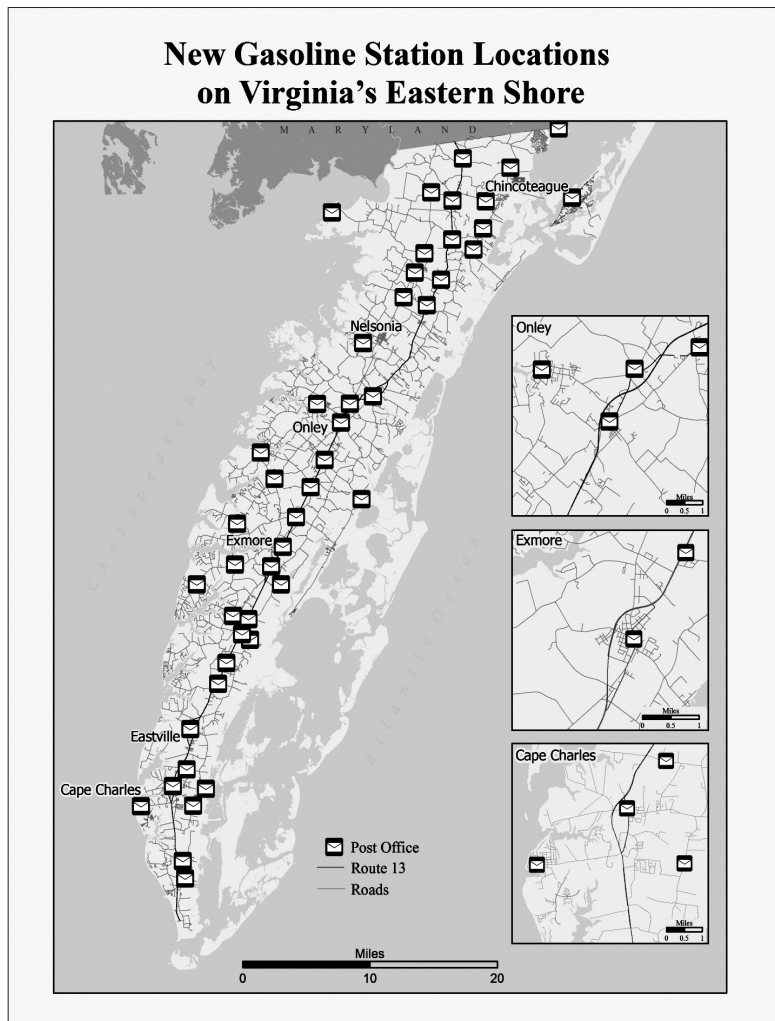 New Gasoline Station Locations
on Virginia's Eastern Shore
MARYLAND
Chincoteague
Nelsonia
Onley
Exmore
Eastville
Cape Charles
Chesapeake Bay
Atlantic Ocean
Post Office
Route 13
Roads
Miles
0 10 20
Onley
Miles
0 0.5 1
Exmore
Miles
0 0.5 1
Cape Charles
Miles
0 0.5 1